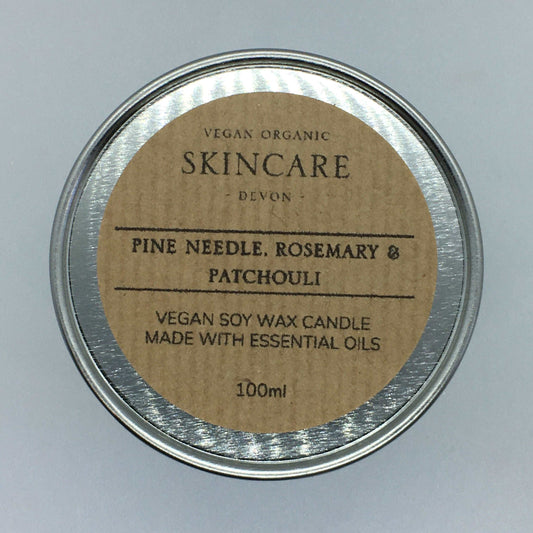 VEGAN ORGANIC
SKINCARE
- DEVON -
PINE NEEDLE, ROSEMARY &
PATCHOULI
VEGAN SOY WAX CANDLE
MADE WITH ESSENTIAL OILS
100ml